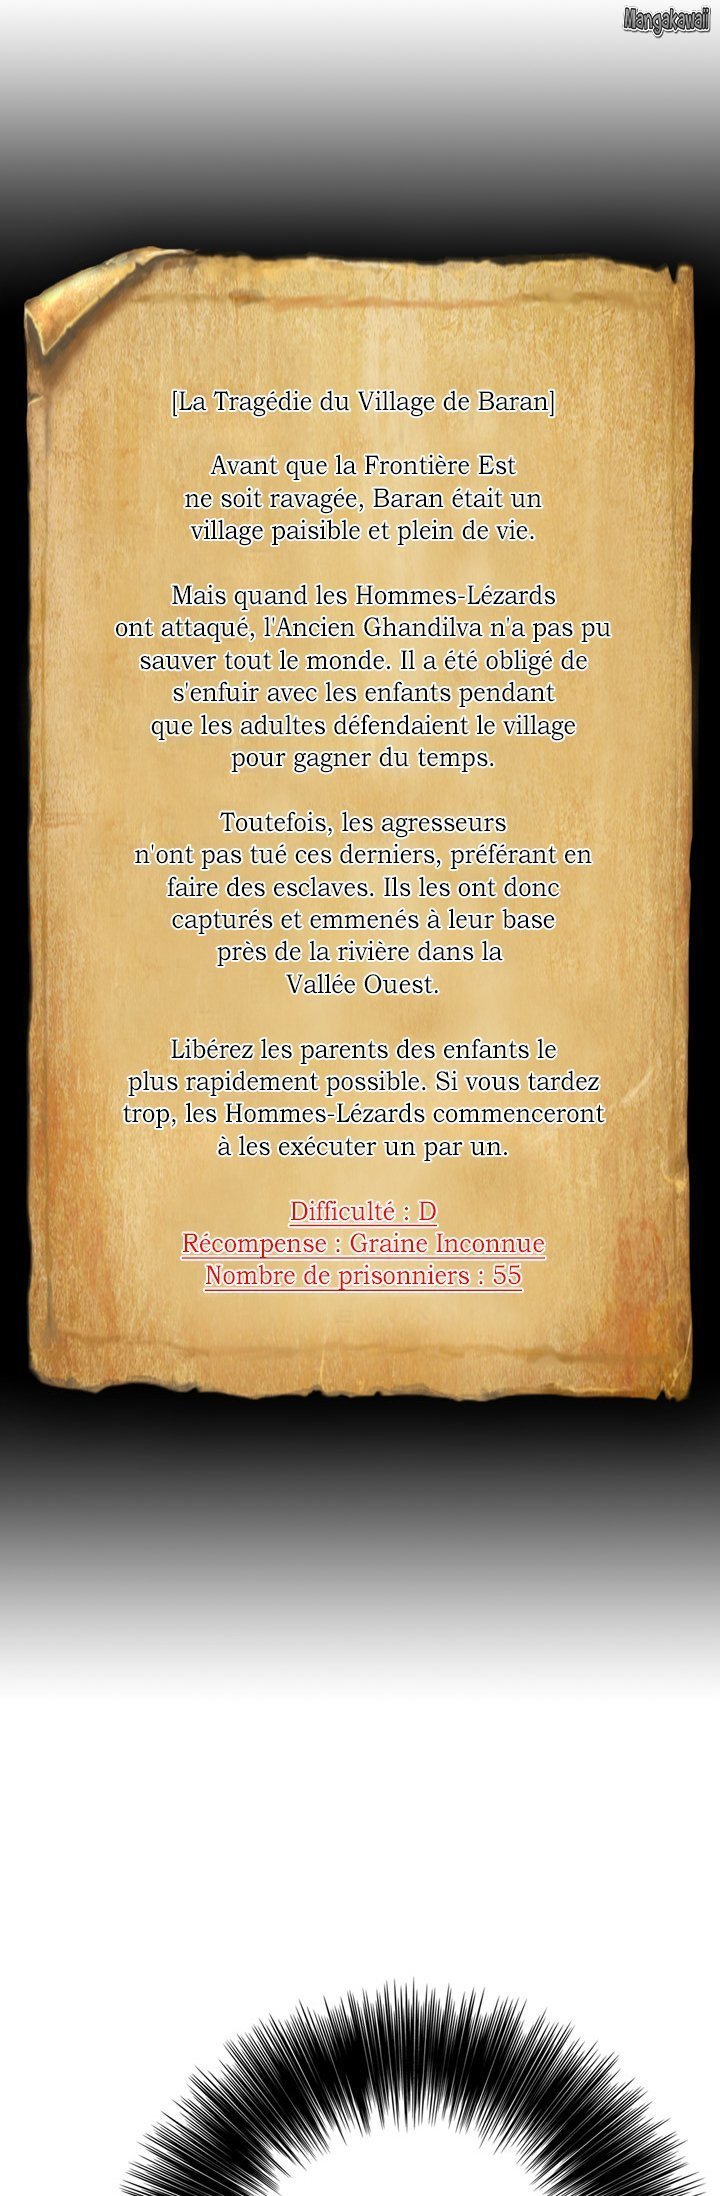 Mangakawaii
[La Tragédie du Village de Baran]
Avant que la Frontière Est
ne soit ravagée, Baran était un
village paisible et plein de vie.
Mais quand les Hommes-Lézards
ont attaqué, l'Ancien Ghandilva n'a pas pu
sauver tout le monde. Il a été obligé de
s'enfuir avec les enfants pendant
que les adultes défendaient le village
pour gagner du temps.
Toutefois, les agresseurs
n'ont pas tué ces derniers, préférant en
faire des esclaves. Ils les ont donc
capturés et emmenés à leur base
près de la rivière dans la
Vallée Ouest.
Libérez les parents des enfants le
plus rapidement possible. Si vous tardez
trop, les Hommes-Lézards commenceront
à les exécuter un par un.
Difficulté : D
Récompense : Graine Inconnue
Nombre de prisonniers : 55